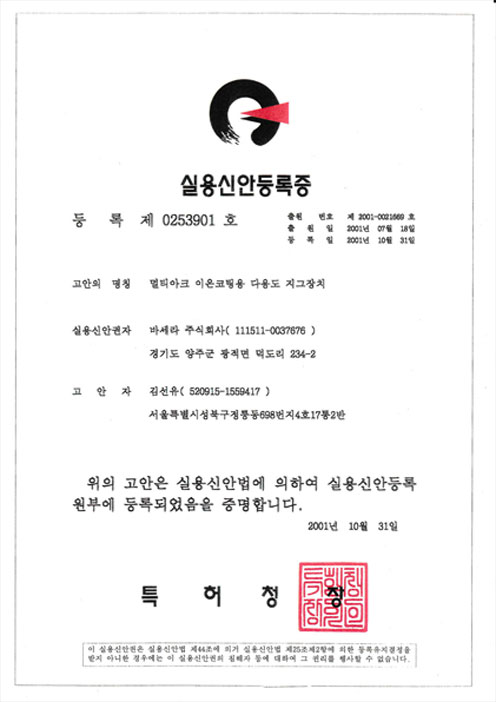 실용신안등록증
등 록 제 0253901 호
출원 번호 제 2001-0021669 호
출 원 일 2001년 07월 18일
등 록 일 2001년 10월 31일
고안의 명칭 멀티아크 이온코팅용 다용도 지그장치
실용신안권자 바세라 주식회사( 111511-0037676 )
경기도 양주군 광적면 덕도리 234-2
고 안 자 김선유( 520915-1559417 )
서울특별시성북구정릉동698번지4호17통2반
위의 고안은 실용신안법에 의하여 실용신안등록
원부에 등록되었음을 증명합니다.
2001년 10월 31일
특 허 청 장
이 실용신안권은 실용신안법 제44조에 의거 실용신안법 제25조제2항에 의한 등록유지결정을
받지 아니한 경우에는 이 실용신안권의 침해자 등에 대하여 그 권리를 행사할 수 없습니다.